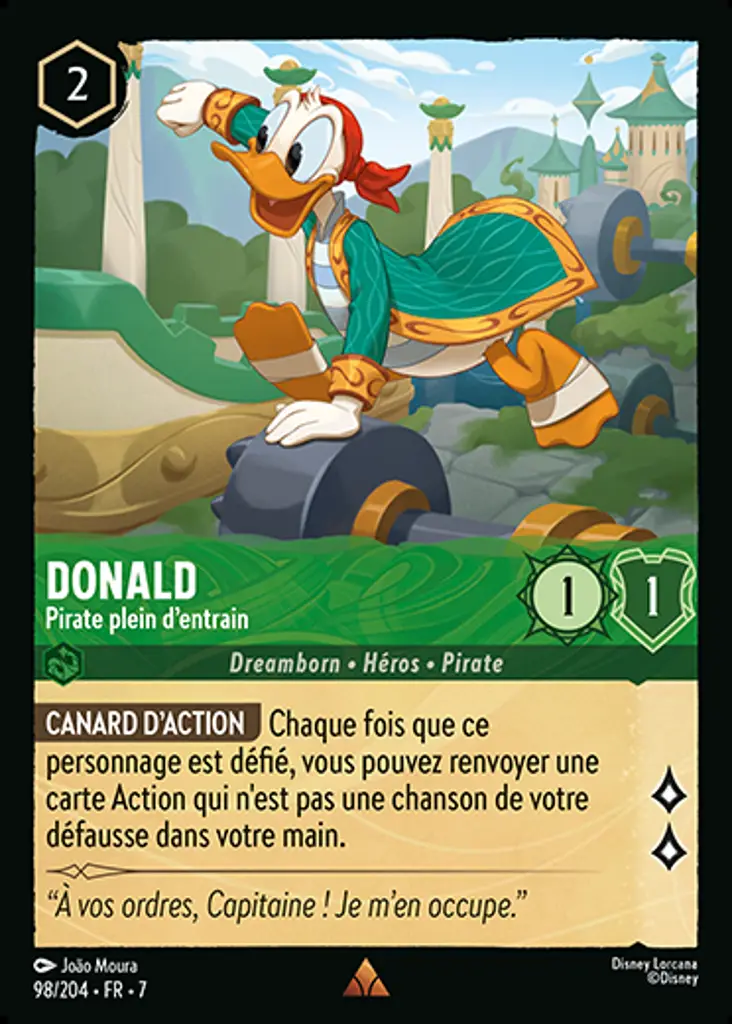 2
DONALD
Pirate plein d’entrain
1
1
Dreamborn • Héros • Pirate
CANARD D’ACTION Chaque fois que ce
personnage est défié, vous pouvez renvoyer une
carte Action qui n'est pas une chanson de votre
défausse dans votre main.
“À vos ordres, Capitaine ! Je m’en occupe.”
João Moura
98/204 • FR • 7
Disney Lorcana
©Disney